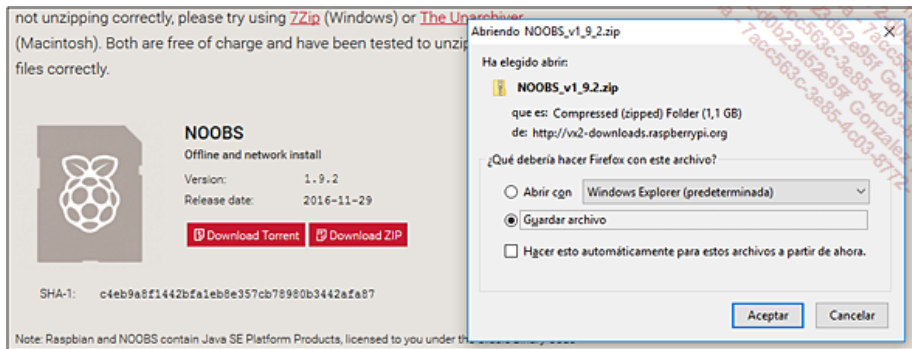 not unzipping correctly, please try using 7Zip (Windows) or The Unarchiver
(Macintosh). Both are free of charge and have been tested to unzip
files correctly.
NOOBS
Offline and network install
Version: 1.9.2
Release date: 2016-11-29
Download Torrent Download ZIP
SHA-1: c4eb9a8f1442bfa1eb8e357cb78980b3442afa87
Note: Raspbian and NOOBS contain Java SE Platform Products, licensed to you under the
Abriendo NOOBS_v1_9_2.zip
Ha elegido abrir:
NOOBS_v1_9_2.zip
que es: Compressed (zipped) Folder (1,1 GB)
de: http://vx2-downloads.raspberrypi.org
¿Qué debería hacer Firefox con este archivo?
Abrir con Windows Explorer (predeterminada)
Guardar archivo
Hacer esto automáticamente para estos archivos a partir de ahora.
Aceptar Cancelar